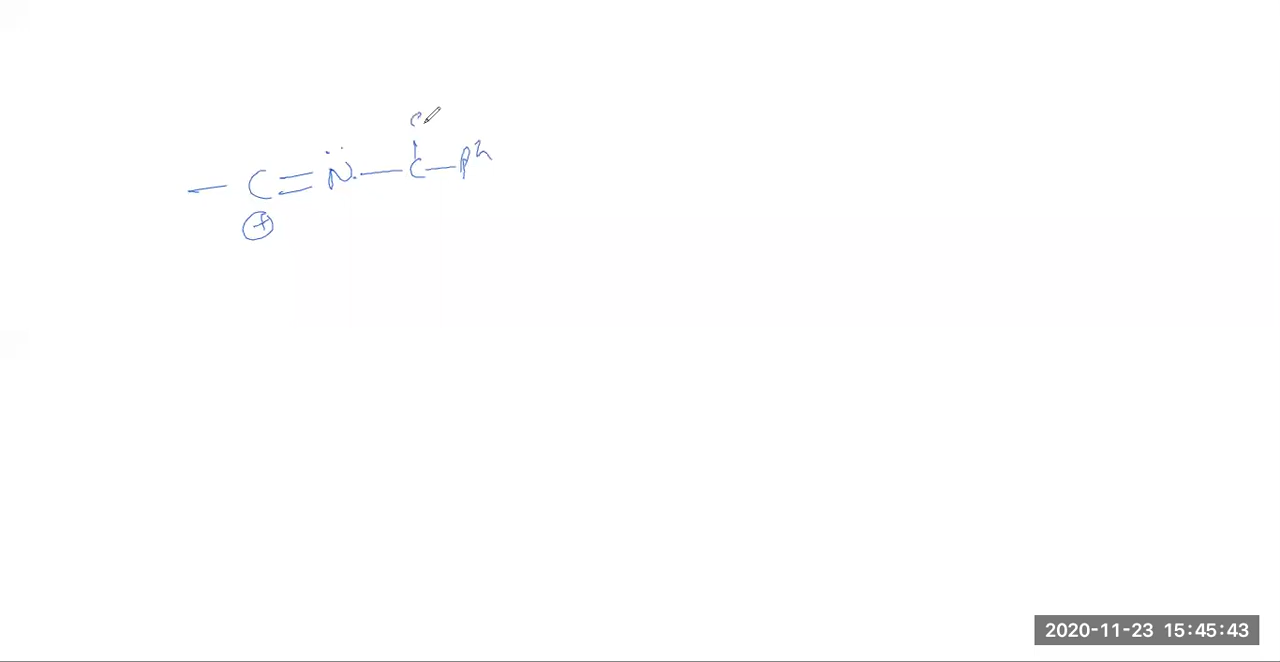 — C = N̈ — C — Ph
⊕
2020-11-23 15:45:43